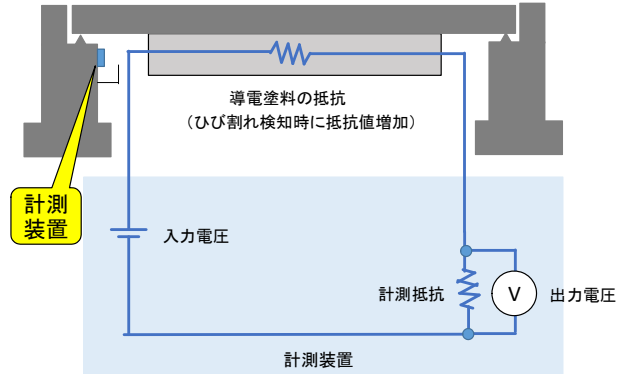 導電塗料の抵抗
（ひび割れ検知時に抵抗値増加）
計測
装置
入力電圧
計測抵抗
V
出力電圧
計測装置